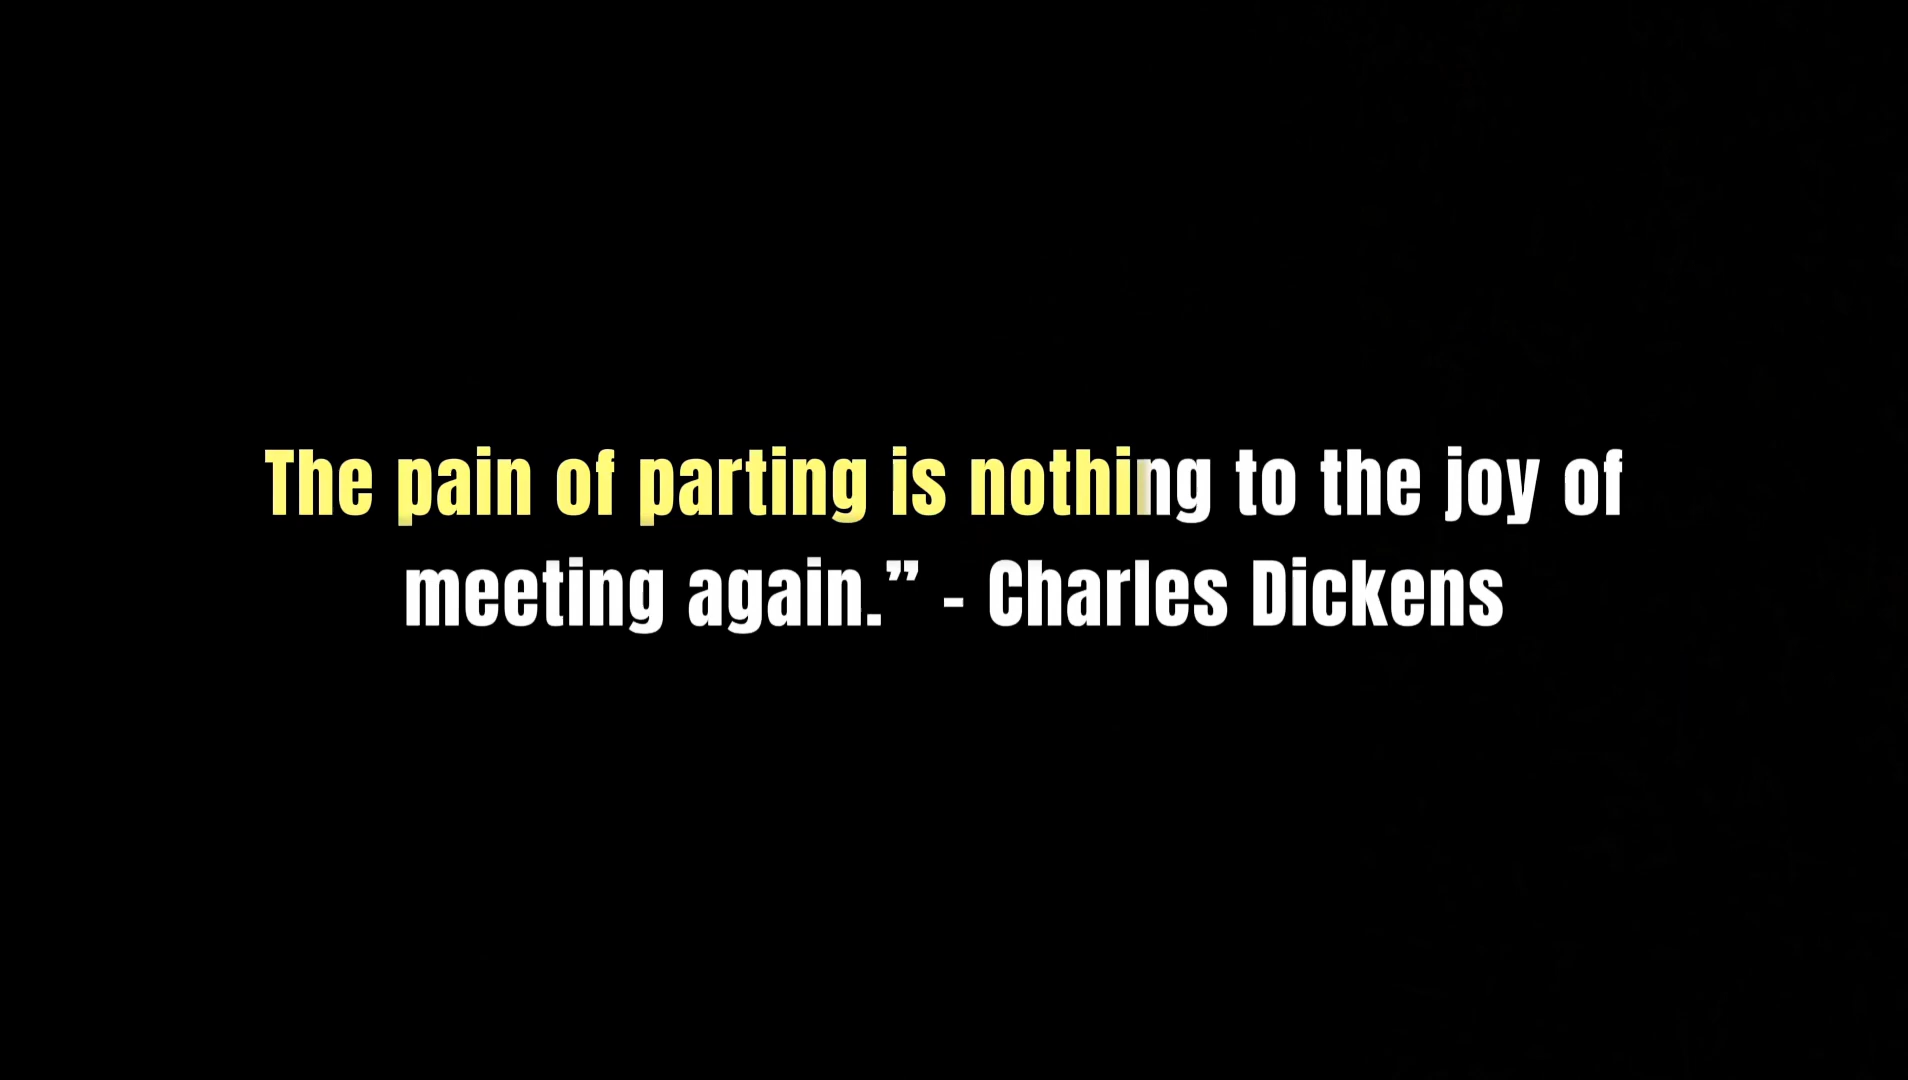 The pain of parting is nothing to the joy of
meeting again.” - Charles Dickens